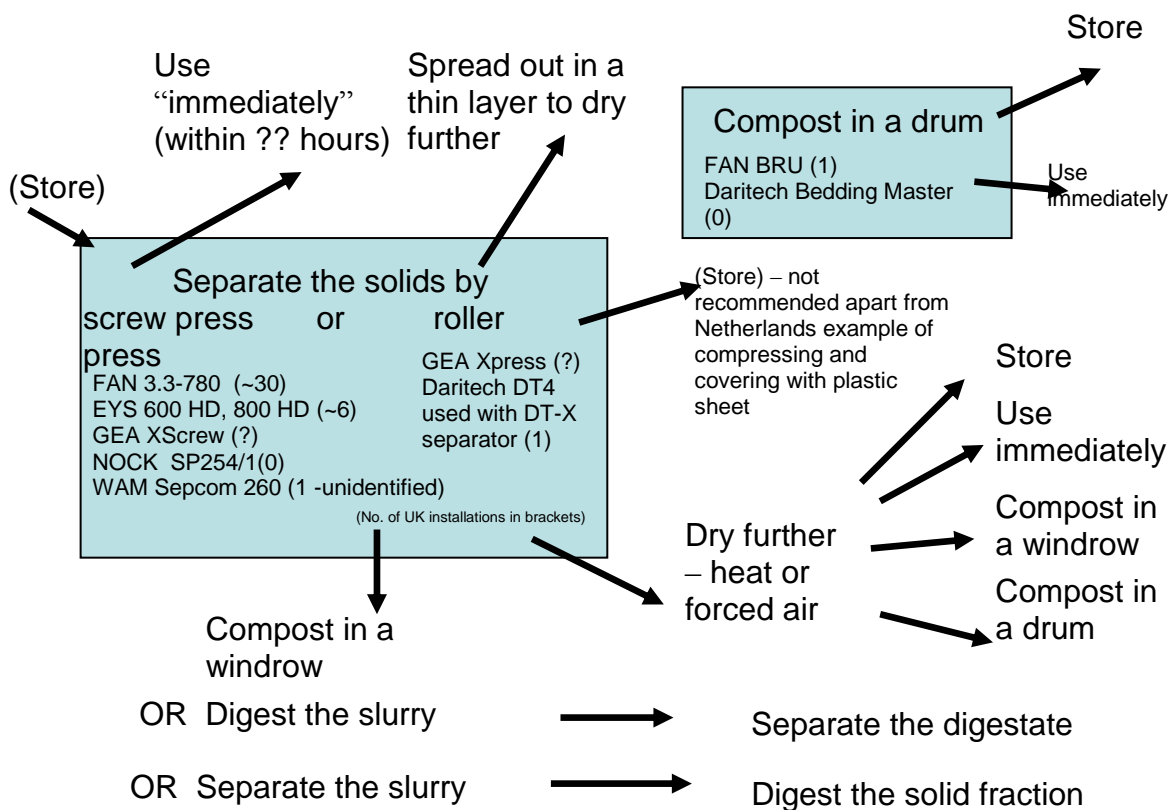 Store
Use
“immediately”
(within ?? hours)
Spread out in a
thin layer to dry
further
Compost in a drum
FAN BRU (1)
Daritech Bedding Master
(0)
Use
immediately
(Store)
Separate the solids by
screw press or roller
press
FAN 3.3-780 (~30)
EYS 600 HD, 800 HD (~6)
GEA XScrew (?)
NOCK SP254/1(0)
WAM Sepcom 260 (1 -unidentified)
GEA Xpress (?)
Daritech DT4
used with DT-X
separator (1)
(No. of UK installations in brackets)
(Store) – not
recommended apart from
Netherlands example of
compressing and
covering with plastic
sheet
Dry further
– heat or
forced air
Store
Use
immediately
Compost in
a windrow
Compost in
a drum
Compost in a
windrow
OR Digest the slurry
Separate the digestate
OR Separate the slurry
Digest the solid fraction